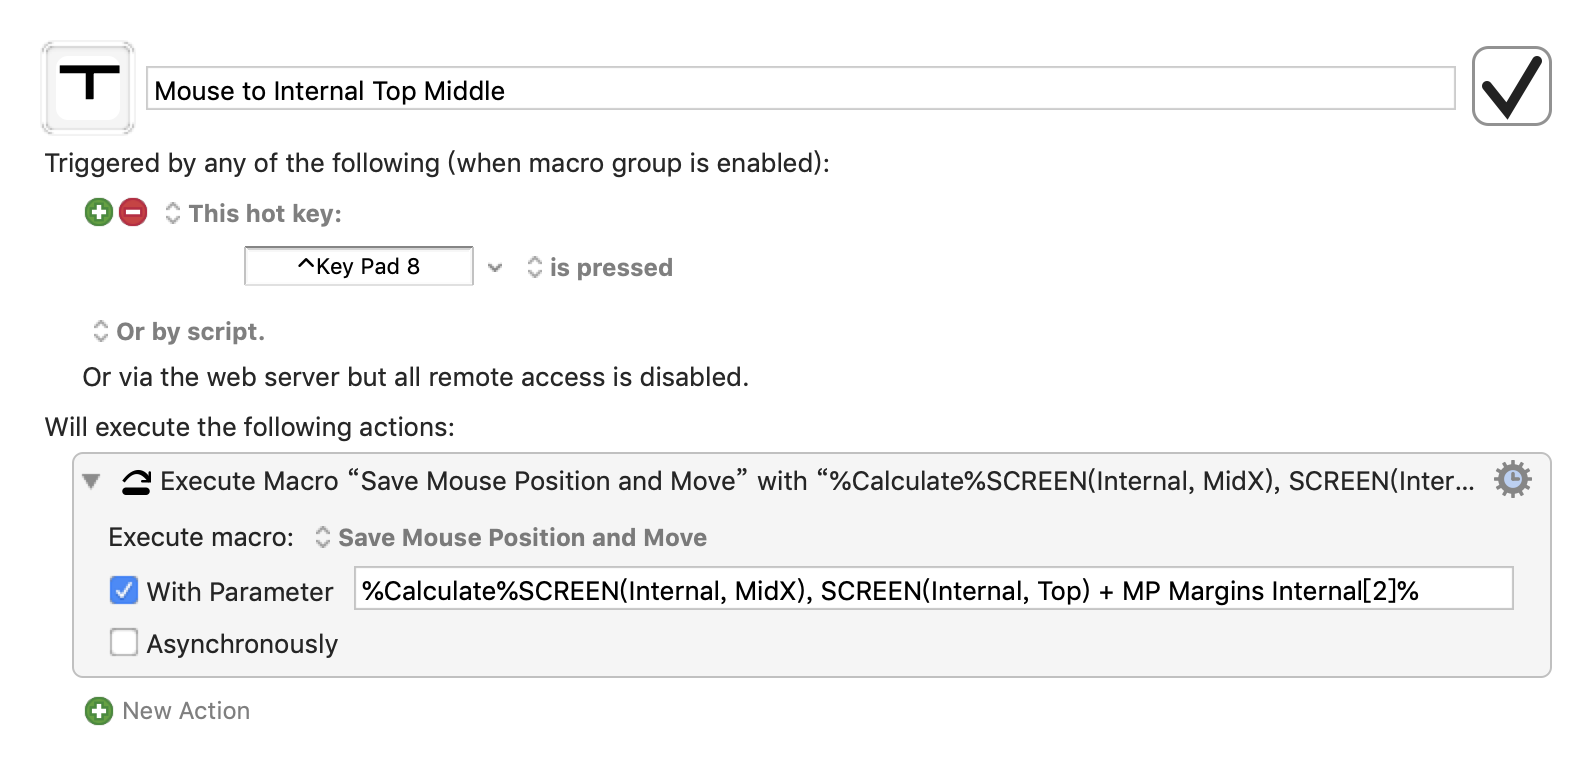 Mouse to Internal Top Middle
Triggered by any of the following (when macro group is enabled):
This hot key:
^Key Pad 8 is pressed
Or by script.
Or via the web server but all remote access is disabled.
Will execute the following actions:
Execute Macro “Save Mouse Position and Move” with “%Calculate%SCREEN(Internal, MidX), SCREEN(Inter...
Execute macro: Save Mouse Position and Move
With Parameter %Calculate%SCREEN(Internal, MidX), SCREEN(Internal, Top) + MP Margins Internal[2]%
Asynchronously
New Action